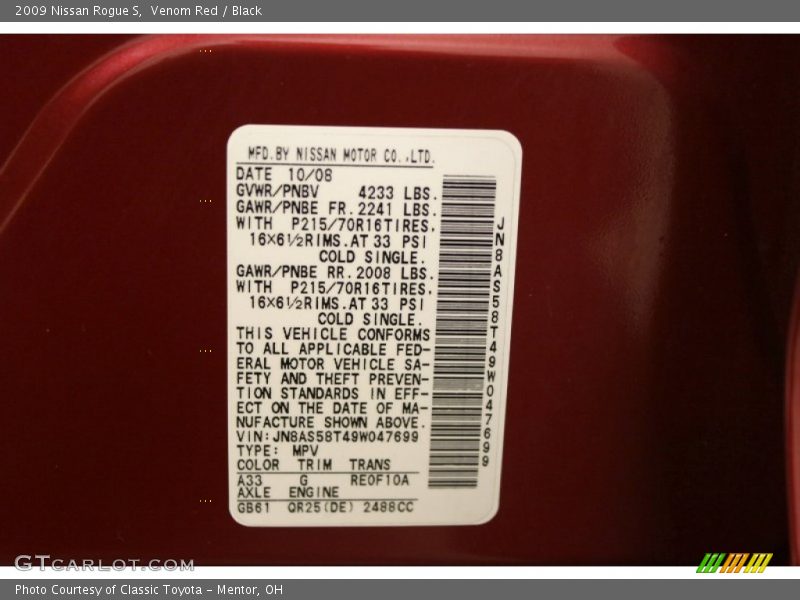 2009 Nissan Rogue S, Venom Red / Black
MFD.BY NISSAN MOTOR CO.,LTD.
DATE 10/08
GVWR/PNBV 4233 LBS.
GAWR/PNBE FR. 2241 LBS.
WITH P215/70R16TIRES.
16×6½RIMS.AT 33 PSI
COLD SINGLE.
GAWR/PNBE RR. 2008 LBS.
WITH P215/70R16TIRES.
16×6½RIMS.AT 33 PSI
COLD SINGLE.
THIS VEHICLE CONFORMS
TO ALL APPLICABLE FED-
ERAL MOTOR VEHICLE SA-
FETY AND THEFT PREVEN-
TION STANDARDS IN EFF-
ECT ON THE DATE OF MA-
NUFACTURE SHOWN ABOVE.
VIN:JN8AS58T49W047699
TYPE: MPV
COLOR TRIM TRANS
A33 G RE0F10A
AXLE ENGINE
GB61 QR25(DE) 2488CC
JN8AS58T49W047699
GTCARLOT.COM
Photo Courtesy of Classic Toyota - Mentor, OH